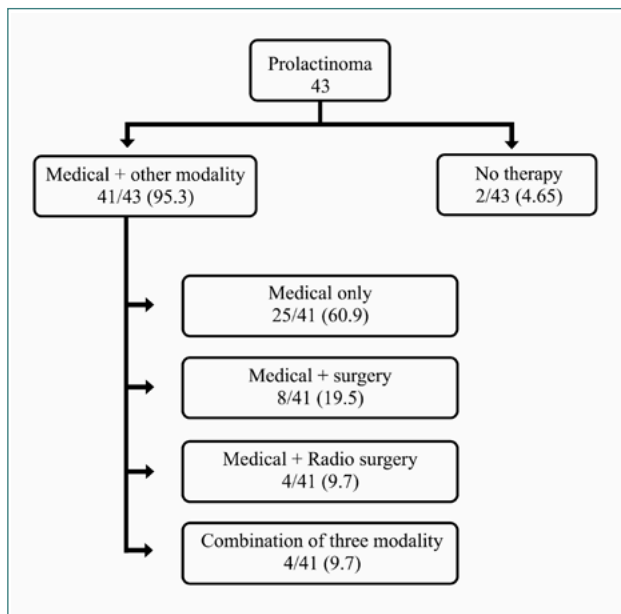 Prolactinoma
43
Medical + other modality
41/43 (95.3)
No therapy
2/43 (4.65)
Medical only
25/41 (60.9)
Medical + surgery
8/41 (19.5)
Medical + Radio surgery
4/41 (9.7)
Combination of three modality
4/41 (9.7)